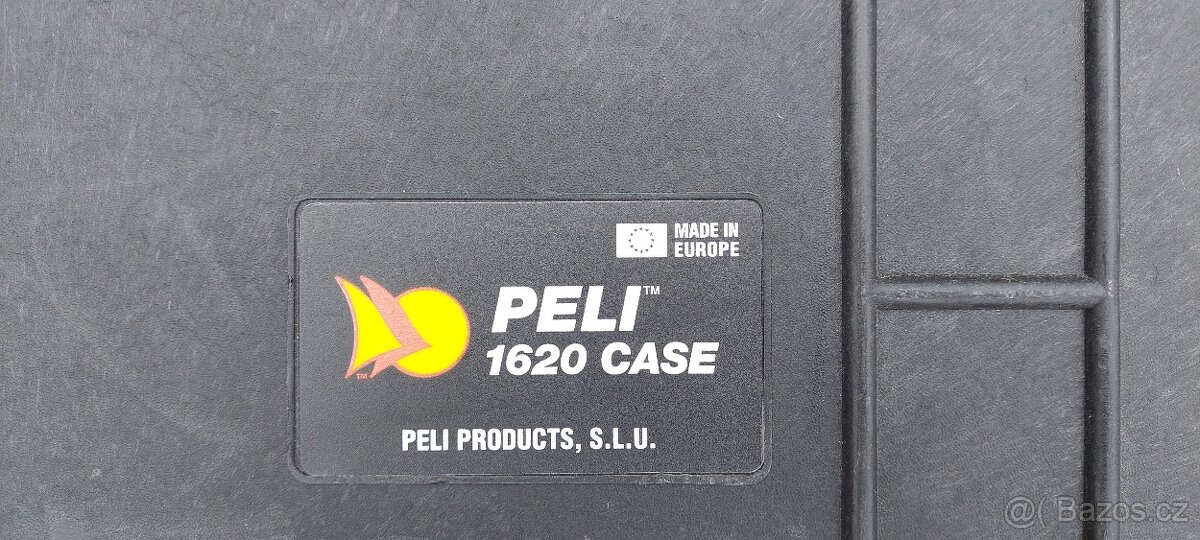 MADE IN
EUROPE
PELI™
1620 CASE
TM
PELI PRODUCTS, S.L.U.
@( Bazos.cz